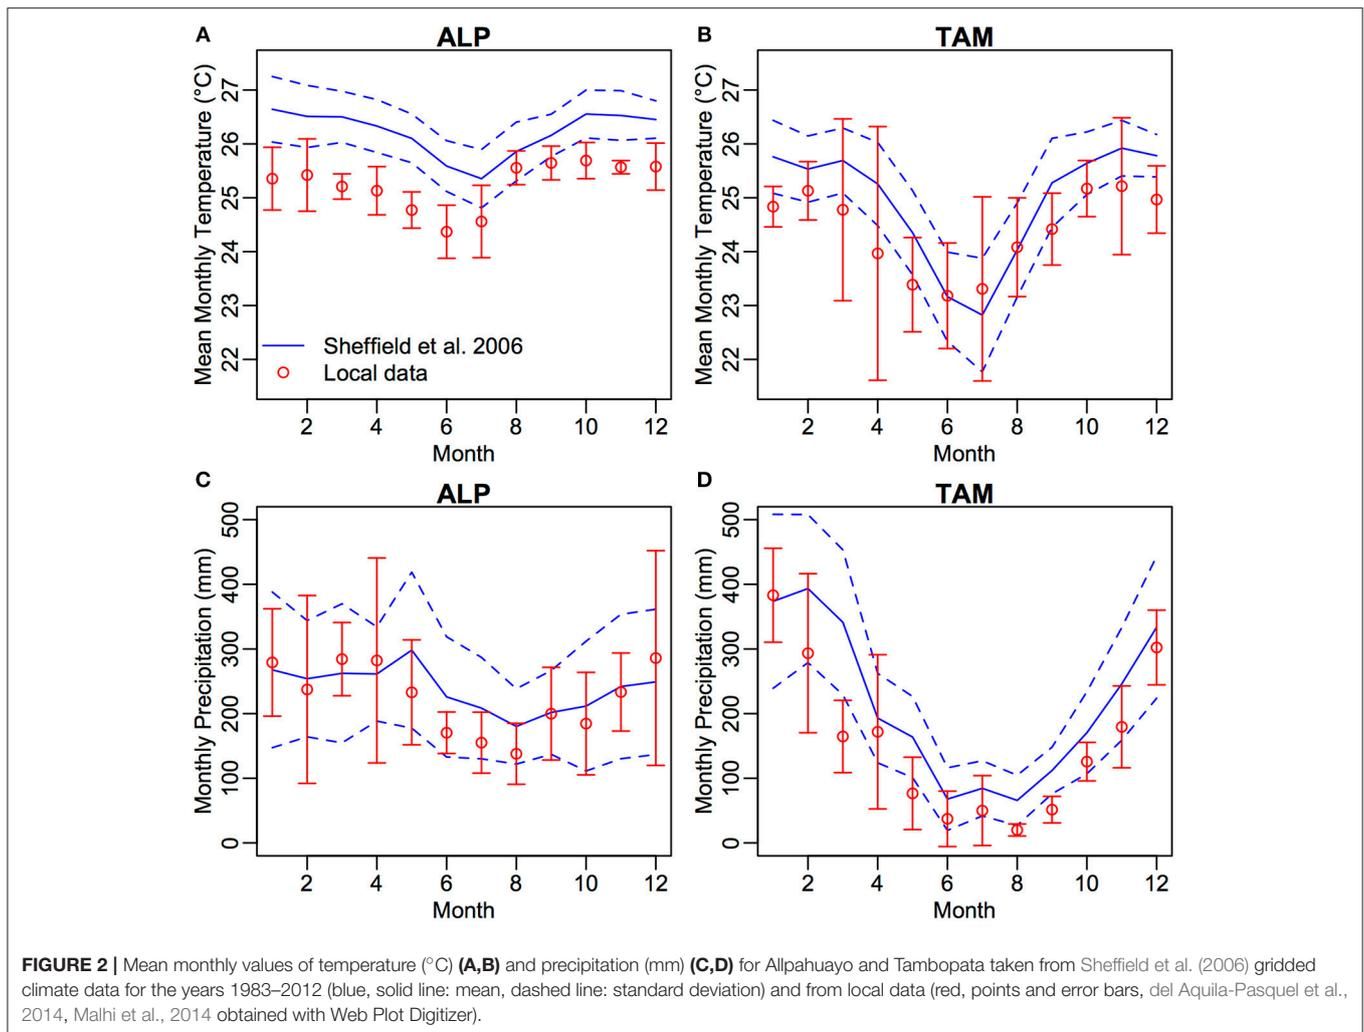 A
ALP
Mean Monthly Temperature (°C)
27
26
25
24
23
22
Sheffield et al. 2006
Local data
2 4 6 8 10 12
Month
B
TAM
Mean Monthly Temperature (°C)
27
26
25
24
23
22
2 4 6 8 10 12
Month
C
ALP
Monthly Precipitation (mm)
500
400
300
200
100
0
2 4 6 8 10 12
Month
D
TAM
Monthly Precipitation (mm)
500
400
300
200
100
0
2 4 6 8 10 12
Month
FIGURE 2 | Mean monthly values of temperature (°C) (A,B) and precipitation (mm) (C,D) for Allpahuayo and Tambopata taken from Sheffield et al. (2006) gridded
climate data for the years 1983–2012 (blue, solid line: mean, dashed line: standard deviation) and from local data (red, points and error bars, del Aquila-Pasquel et al.,
2014, Malhi et al., 2014 obtained with Web Plot Digitizer).